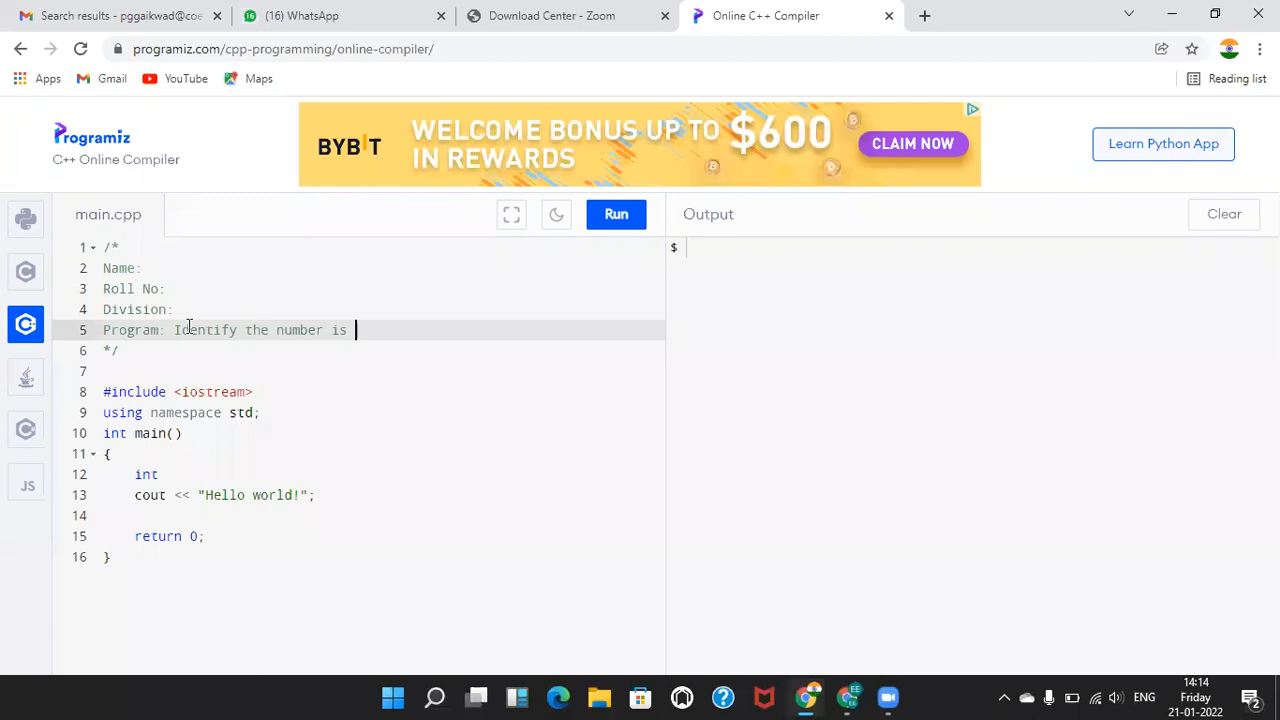 Search results - pggaikwad@coe
(16) WhatsApp
Download Center - Zoom
Online C++ Compiler
programiz.com/cpp-programming/online-compiler/
Apps
Gmail
YouTube
Maps
Reading list
Programiz
C++ Online Compiler
BYBIT
WELCOME BONUS UP TO $600
IN REWARDS
CLAIM NOW
Learn Python App
main.cpp
Run
Output
Clear
1 /*
2 Name:
3 Roll No:
4 Division:
5 Program: Identify the number is
6 */
7
8 #include <iostream>
9 using namespace std;
10 int main()
11 {
12 int
13 cout << "Hello world!";
14
15 return 0;
16 }
$
JS
ENG
14:14
Friday
21-01-2022
2